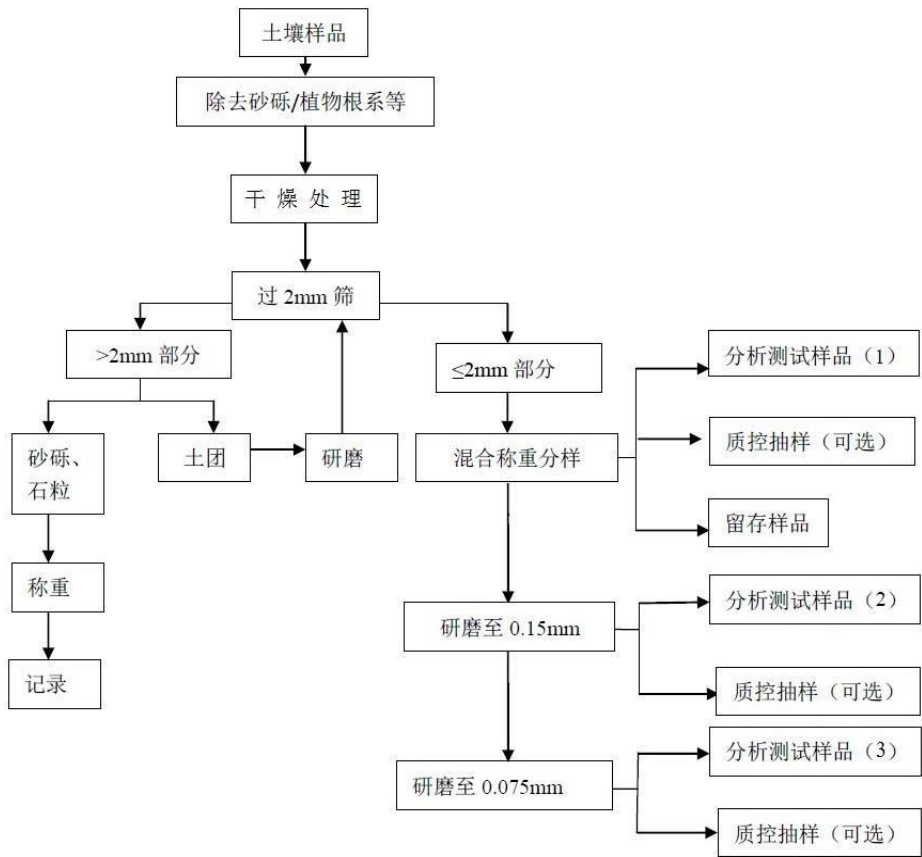 土壤样品
除去砂砾/植物根系等
干 燥 处 理
过 2mm 筛
>2mm 部分
≤2mm 部分
分析测试样品（1）
砂砾、
石粒
土团
研磨
混合称重分样
质控抽样（可选）
留存样品
称重
研磨至 0.15mm
分析测试样品（2）
记录
质控抽样（可选）
研磨至 0.075mm
分析测试样品（3）
质控抽样（可选）